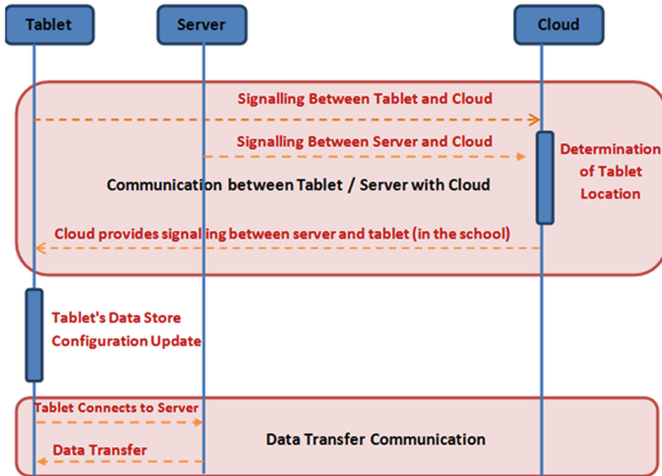 Tablet
Server
Cloud
Signalling Between Tablet and Cloud
Signalling Between Server and Cloud
Determination
of Tablet
Location
Communication between Tablet / Server with Cloud
Cloud provides signalling between server and tablet (in the school)
Tablet's Data Store
Configuration Update
Tablet Connects to Server
Data Transfer Communication
Data Transfer